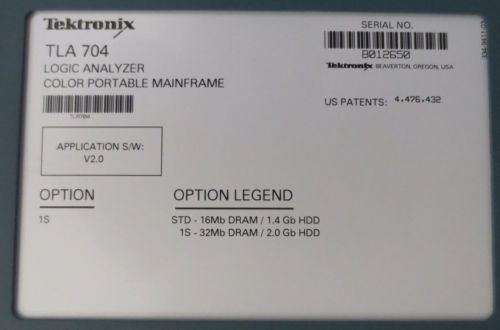 Tektronix
TLA 704
LOGIC ANALYZER
COLOR PORTABLE MAINFRAME
TLA704
SERIAL NO.
B012650
Tektronix BEAVERTON, OREGON, USA
US PATENTS: 4,476,432
APPLICATION S/W:
V2.0
OPTION
1S
OPTION LEGEND
STD - 16Mb DRAM / 1.4 Gb HDD
1S - 32Mb DRAM / 2.0 Gb HDD